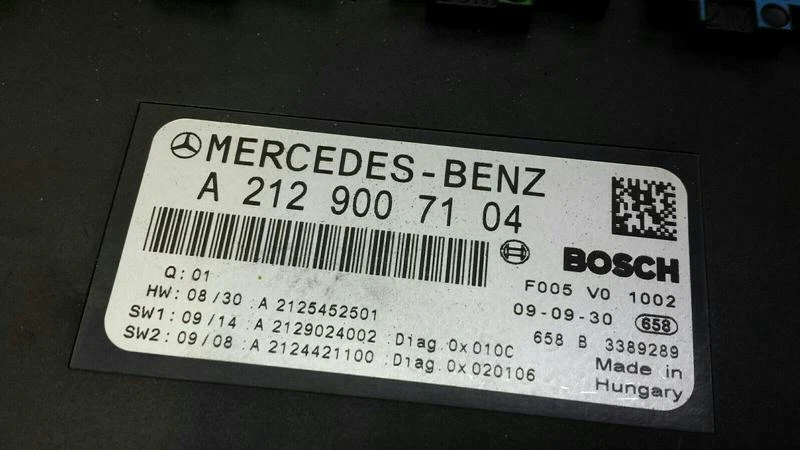 MERCEDES-BENZ
A 212 900 71 04
BOSCH
Q: 01
F005 V0 1002
HW: 08/30 :A 2125452501
09-09-30 658
SW1: 09/14 :A 2129024002 :Diag.0x010C
658 B 3389289
SW2: 09/08 :A 2124421100 :Diag.0x020106
Made in
Hungary